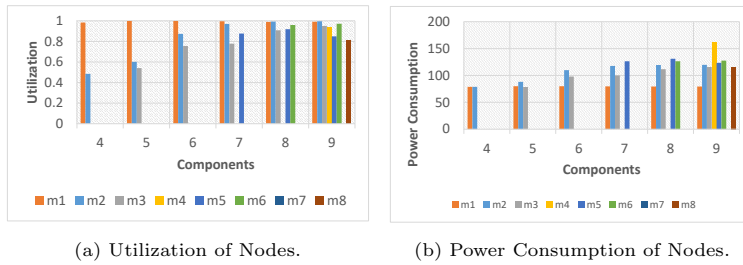 1
0.8
0.6
0.4
0.2
0
Utilization
4 5 6 7 8 9
Components
m1 m2 m3 m4 m5 m6 m7 m8
(a) Utilization of Nodes.
200
150
100
50
0
Power Consumption
4 5 6 7 8 9
Components
m1 m2 m3 m4 m5 m6 m7 m8
(b) Power Consumption of Nodes.